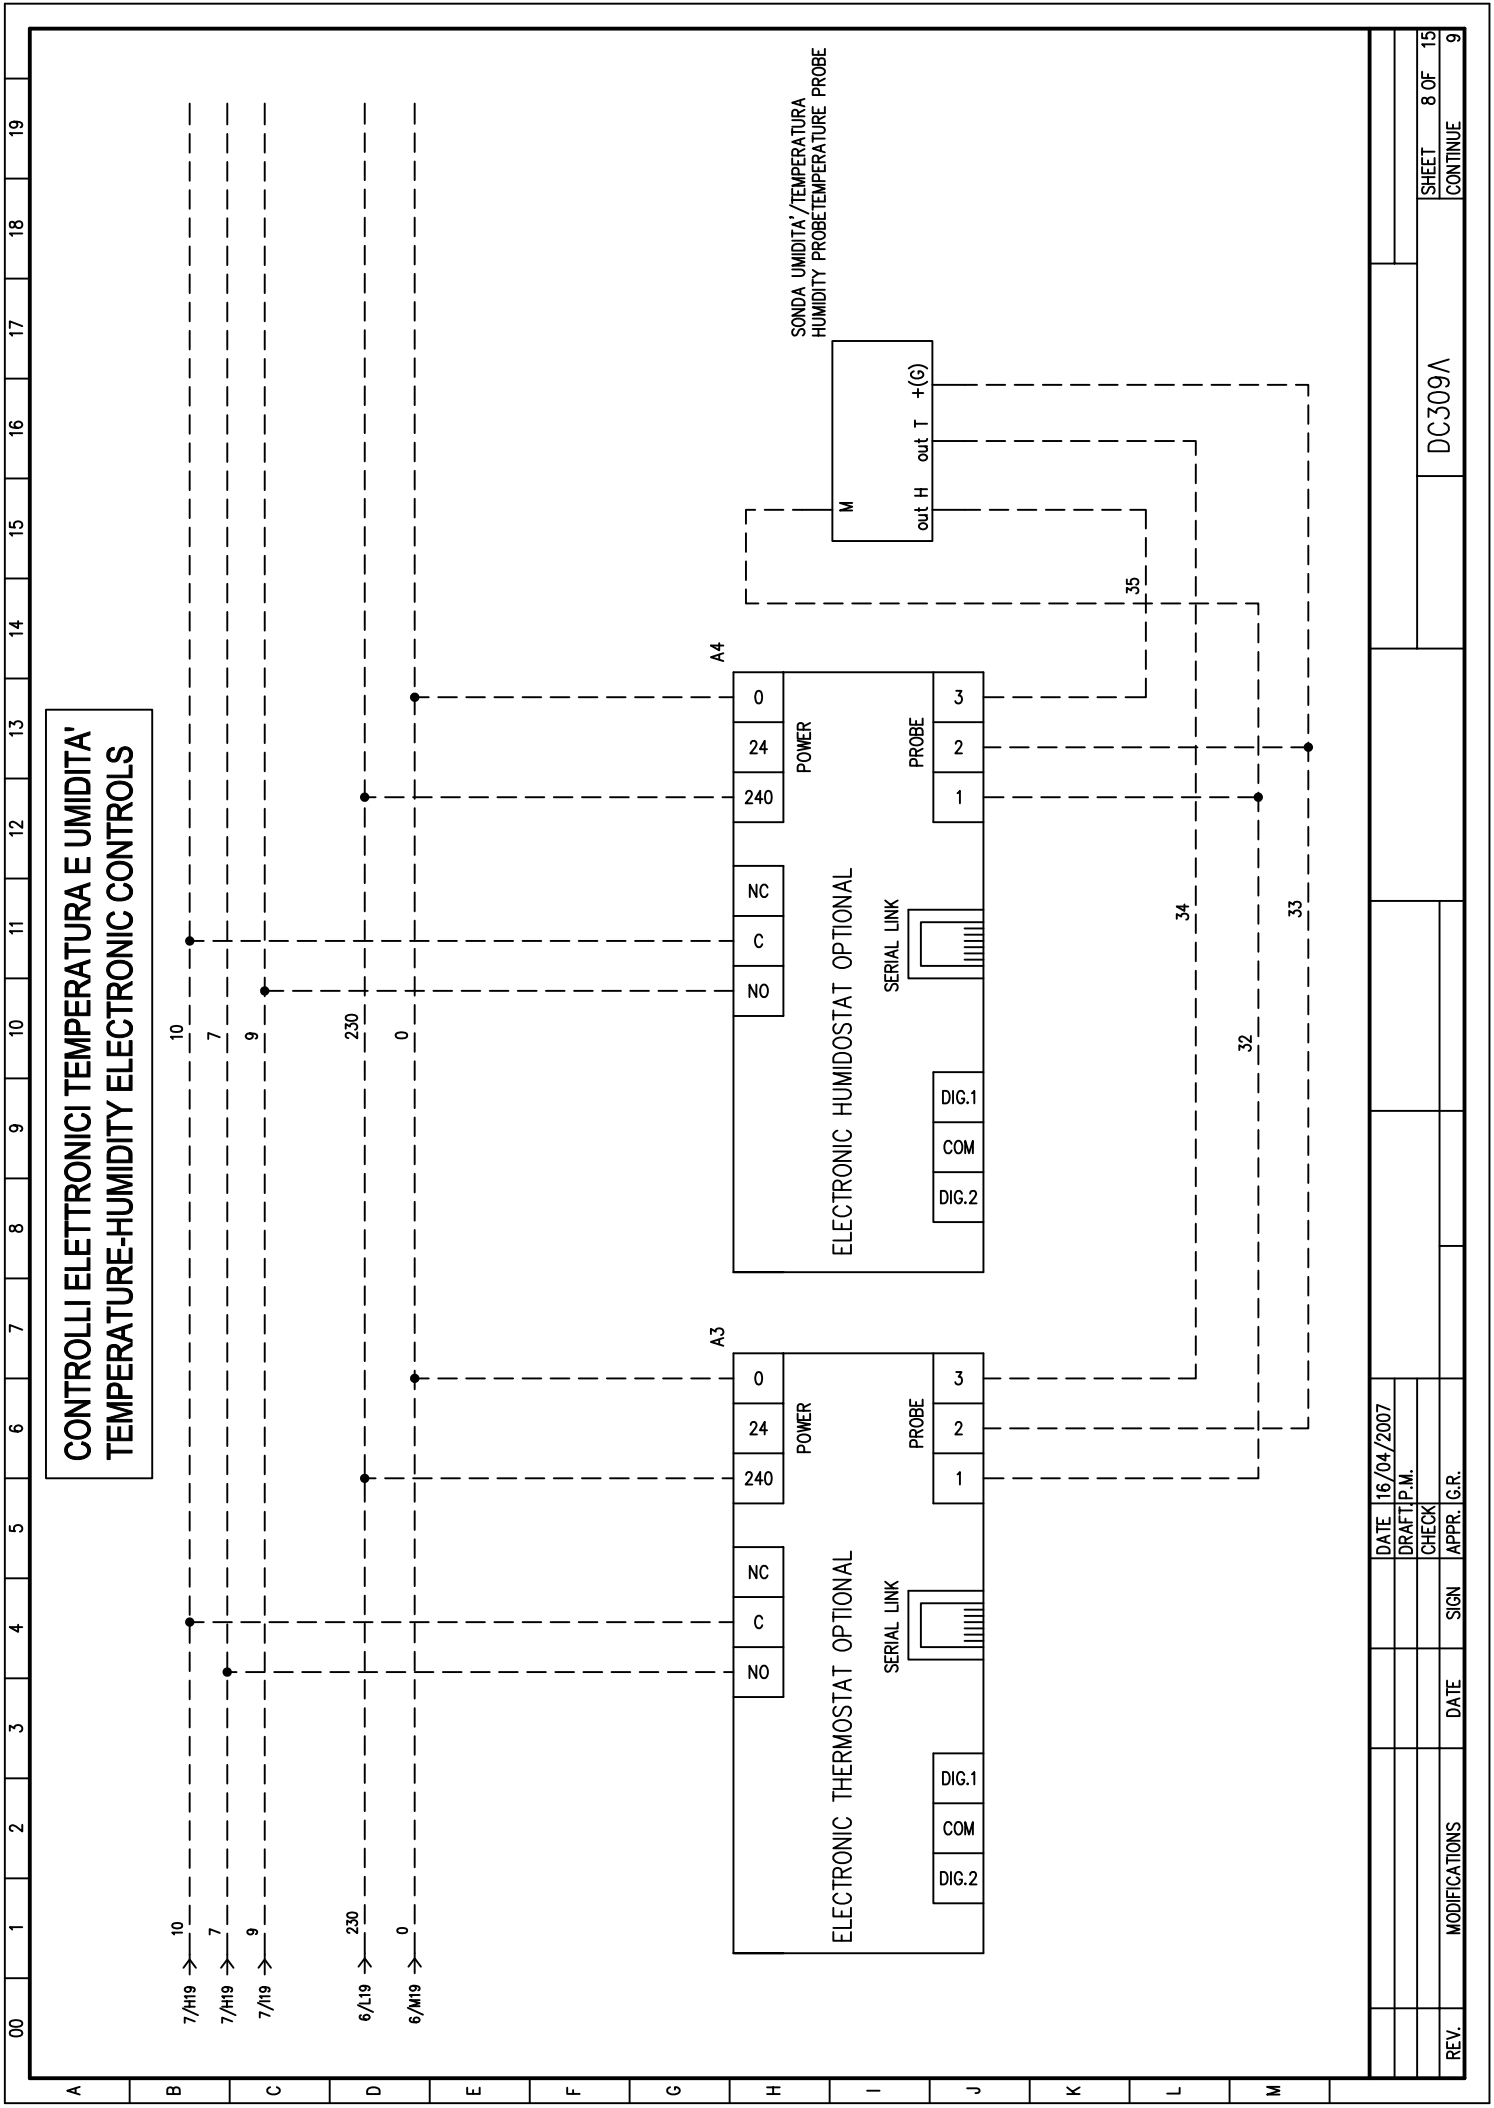 00 1 2 3 4 5 6 7 8 9 10 11 12 13 14 15 16 17 18 19
A
B
C
D
E
F
G
H
I
J
K
L
M
CONTROLLI ELETTRONICI TEMPERATURA E UMIDITA'
TEMPERATURE-HUMIDITY ELECTRONIC CONTROLS
7/H19 10 10
7/H19 7 7
7/I19 9 9
6/L19 230 230
6/M19 0 0
A3
NO C NC 240 24 0
POWER
ELECTRONIC THERMOSTAT OPTIONAL
SERIAL LINK
PROBE
DIG.2 COM DIG.1 1 2 3
A4
NO C NC 240 24 0
POWER
ELECTRONIC HUMIDOSTAT OPTIONAL
SERIAL LINK
PROBE
DIG.2 COM DIG.1 1 2 3
SONDA UMIDITA'/TEMPERATURA
HUMIDITY PROBETEMPERATURE PROBE
M
out H out T +(G)
35
34
32
33
DATE 16/04/2007
DRAFT. P.M.
CHECK
REV. MODIFICATIONS DATE SIGN APPR. G.R.
DC309Λ
SHEET 8 OF 15
CONTINUE 9